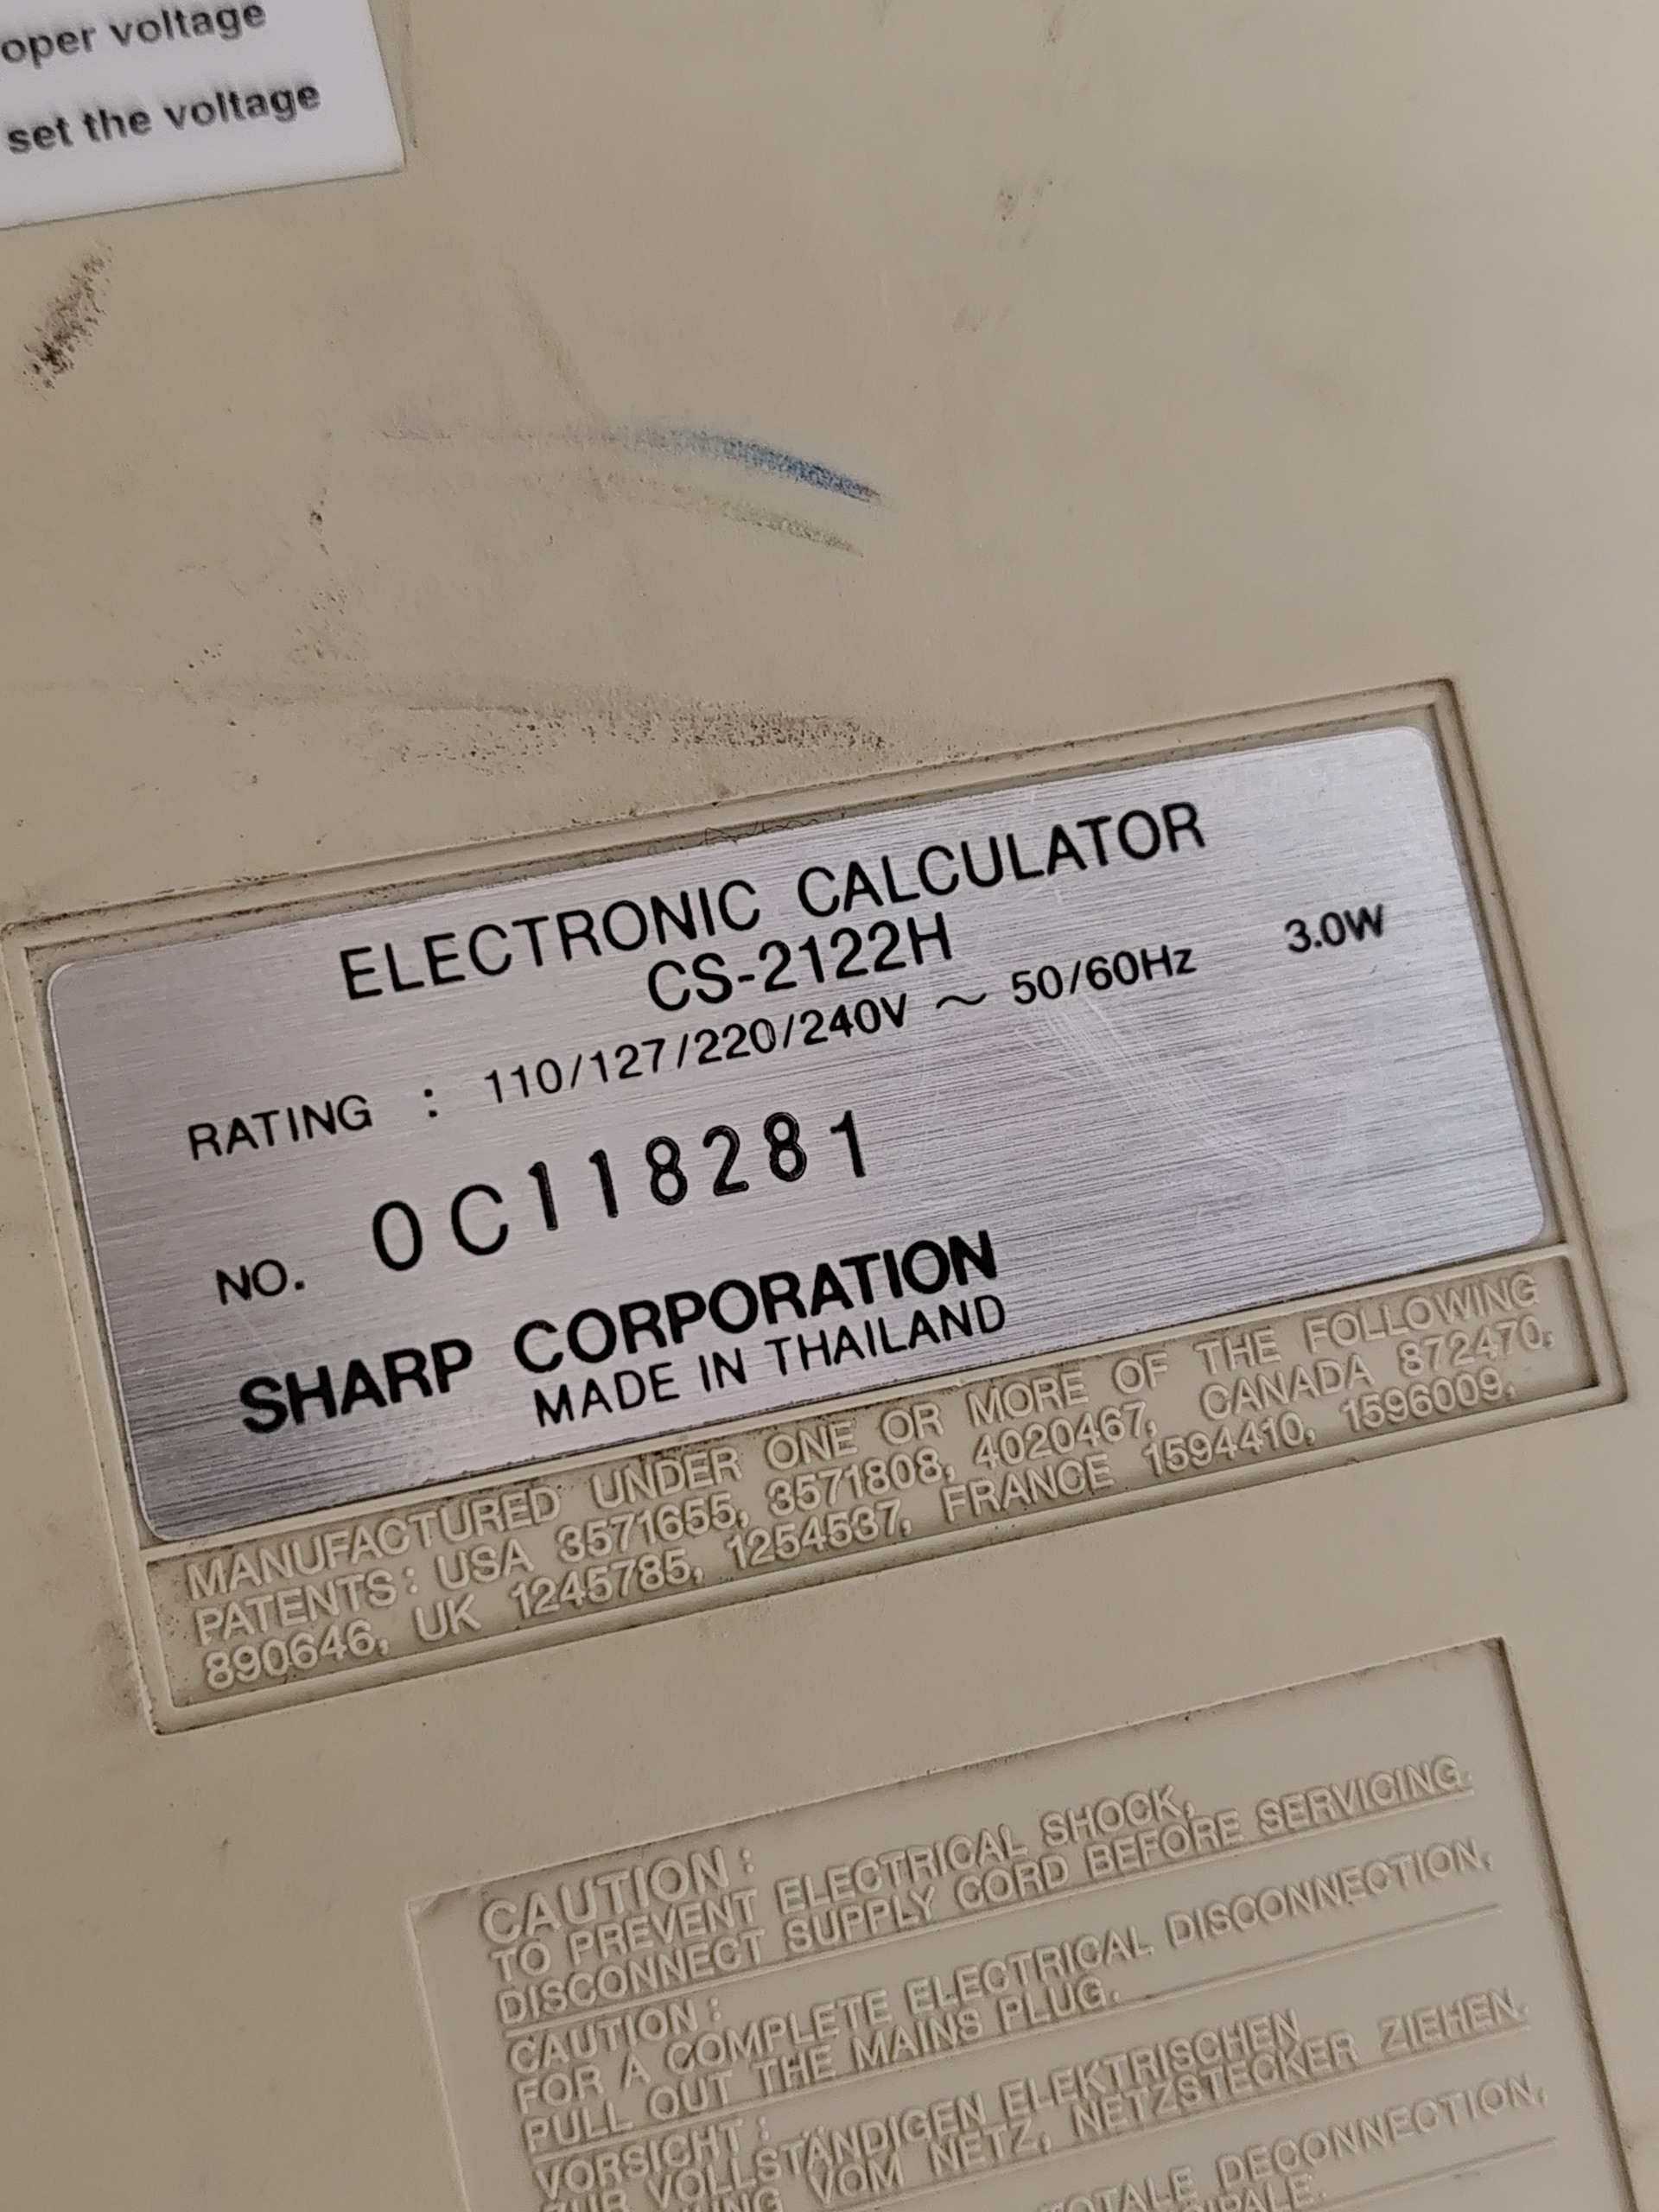 oper voltage
set the voltage
ELECTRONIC CALCULATOR
CS-2122H
RATING : 110/127/220/240V ~ 50/60Hz 3.0W
NO. 0C118281
SHARP CORPORATION
MADE IN THAILAND
MANUFACTURED UNDER ONE OR MORE OF THE FOLLOWING
PATENTS: USA 3571655, 3571808, 4020467, CANADA 872470,
890646, UK 1245785, 1254537, FRANCE 1594410, 1596009,
CAUTION:
TO PREVENT ELECTRICAL SHOCK,
DISCONNECT SUPPLY CORD BEFORE SERVICING.
CAUTION:
FOR A COMPLETE ELECTRICAL DISCONNECTION,
PULL OUT THE MAINS PLUG.
VORSICHT:
ZUR VOLLSTÄNDIGEN ELEKTRISCHEN
VOM NETZ, NETZSTECKER ZIEHEN.
TOTALE DECONNECTION,